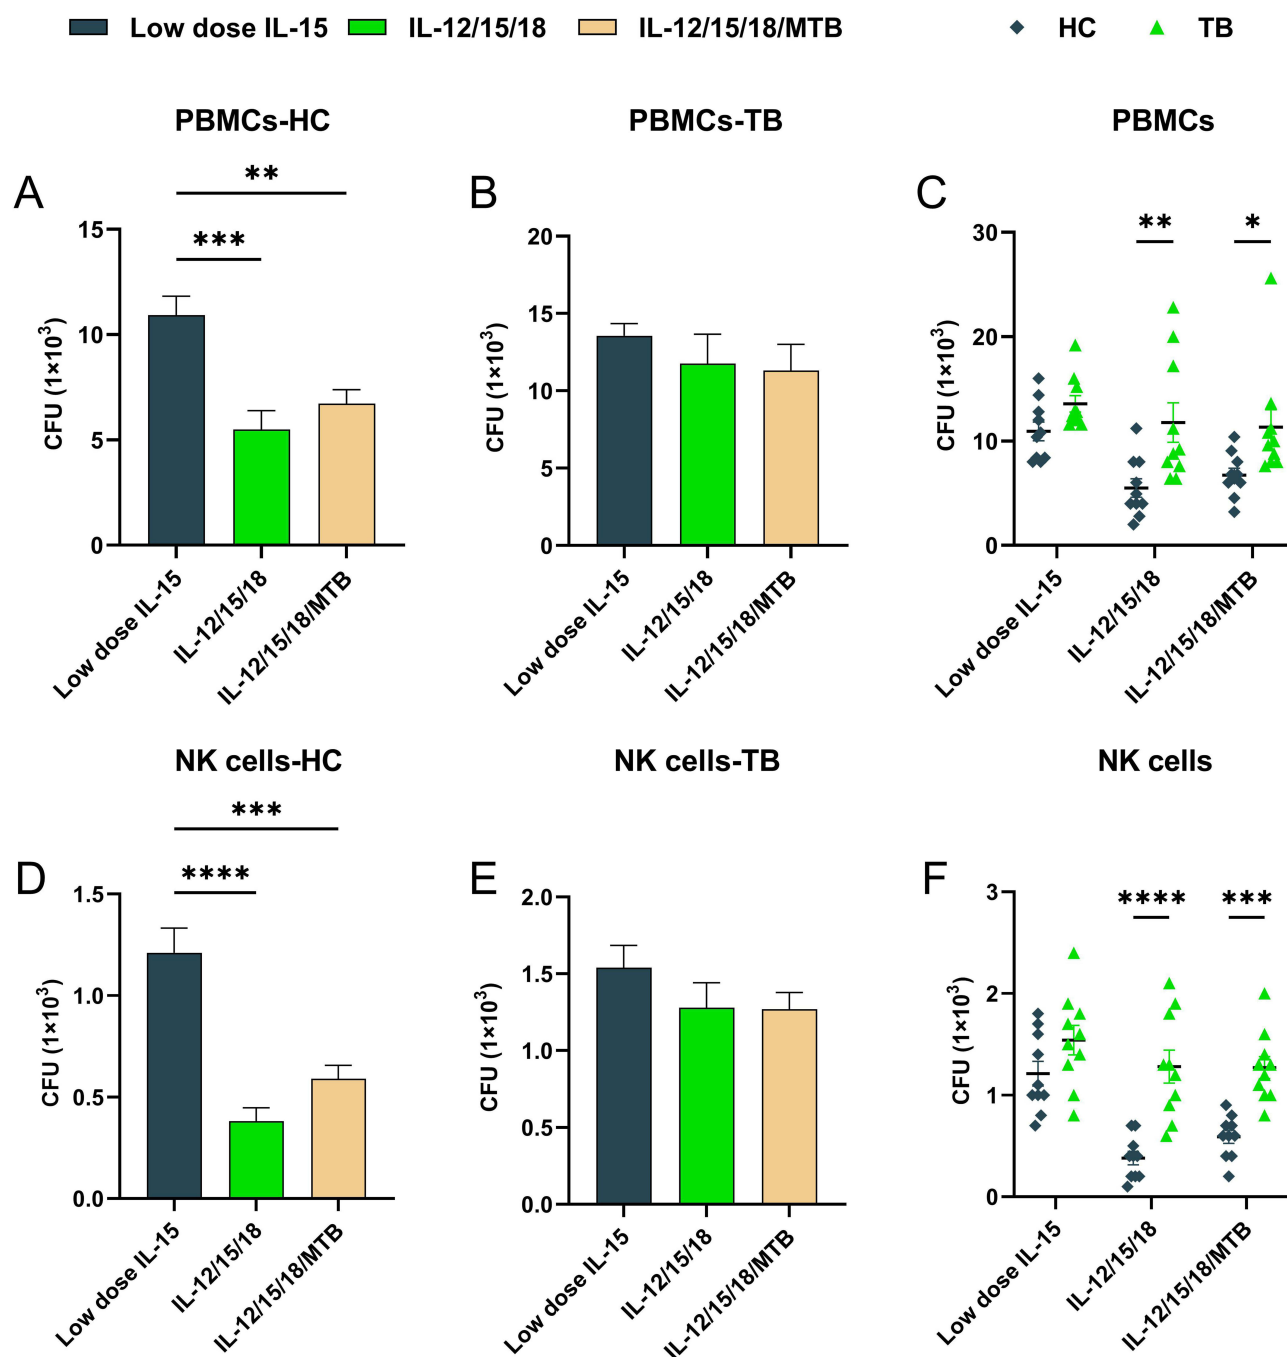 Low dose IL-15 IL-12/15/18 IL-12/15/18/MTB HC TB
PBMCs-HC
A
**
***
CFU (1×10³)
15
10
5
0
Low dose IL-15
IL-12/15/18
IL-12/15/18/MTB
PBMCs-TB
B
CFU (1×10³)
20
15
10
5
0
Low dose IL-15
IL-12/15/18
IL-12/15/18/MTB
PBMCs
C
**
*
CFU (1×10³)
30
20
10
0
Low dose IL-15
IL-12/15/18
IL-12/15/18/MTB
NK cells-HC
D
***
****
CFU (1×10³)
1.5
1.0
0.5
0.0
Low dose IL-15
IL-12/15/18
IL-12/15/18/MTB
NK cells-TB
E
CFU (1×10³)
2.0
1.5
1.0
0.5
0.0
Low dose IL-15
IL-12/15/18
IL-12/15/18/MTB
NK cells
F
****
***
CFU (1×10³)
3
2
1
0
Low dose IL-15
IL-12/15/18
IL-12/15/18/MTB